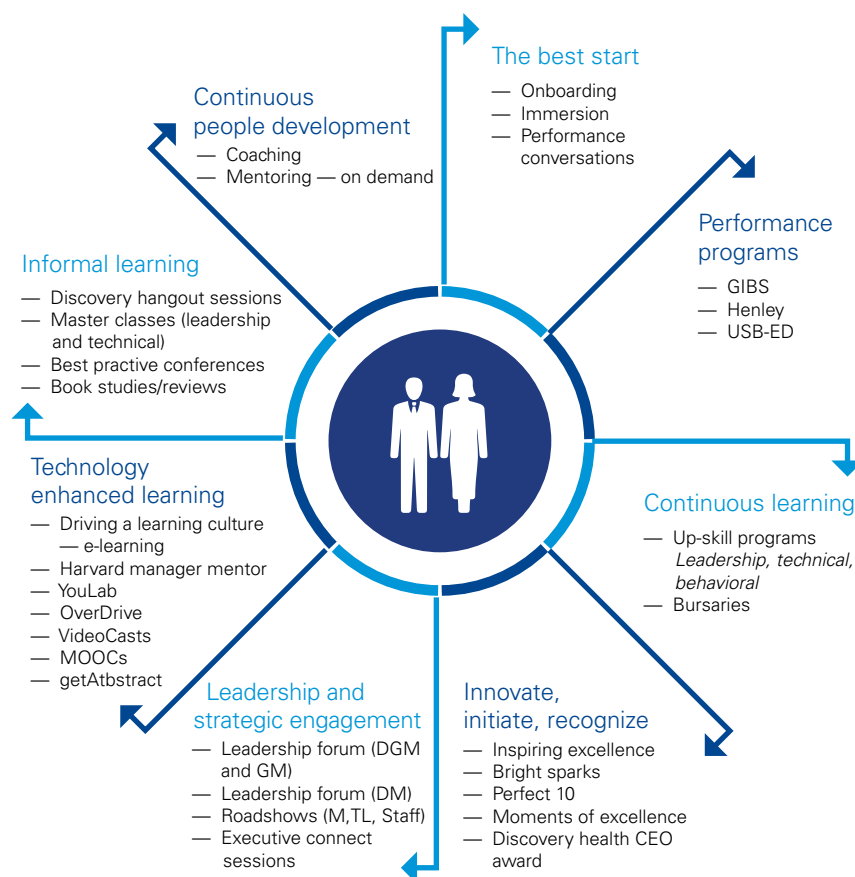 The best start
— Onboarding
— Immersion
— Performance
conversations
Performance
programs
— GIBS
— Henley
— USB-ED
Continuous learning
— Up-skill programs
Leadership, technical,
behavioral
— Bursaries
Innovate,
initiate, recognize
— Inspiring excellence
— Bright sparks
— Perfect 10
— Moments of excellence
— Discovery health CEO
award
Leadership and
strategic engagement
— Leadership forum (DGM
and GM)
— Leadership forum (DM)
— Roadshows (M,TL, Staff)
— Executive connect
sessions
Technology
enhanced learning
— Driving a learning culture
— e-learning
— Harvard manager mentor
— YouLab
— OverDrive
— VideoCasts
— MOOCs
— getAtbstract
Informal learning
— Discovery hangout sessions
— Master classes (leadership
and technical)
— Best practive conferences
— Book studies/reviews
Continuous
people development
— Coaching
— Mentoring — on demand